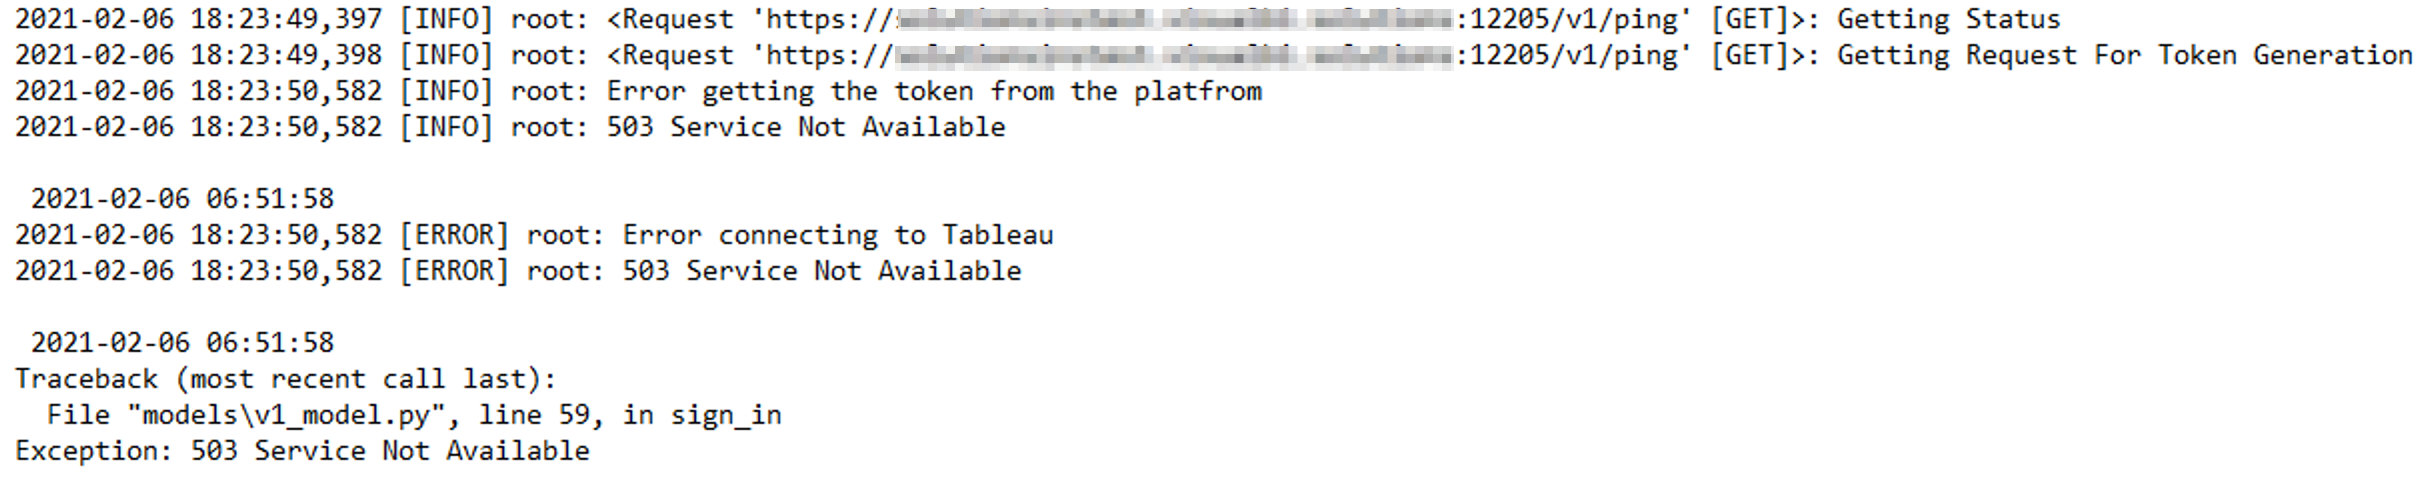 2021-02-06 18:23:49,397 [INFO] root: <Request 'https:// :12205/v1/ping' [GET]>: Getting Status
2021-02-06 18:23:49,398 [INFO] root: <Request 'https:// :12205/v1/ping' [GET]>: Getting Request For Token Generation
2021-02-06 18:23:50,582 [INFO] root: Error getting the token from the platfrom
2021-02-06 18:23:50,582 [INFO] root: 503 Service Not Available
2021-02-06 06:51:58
2021-02-06 18:23:50,582 [ERROR] root: Error connecting to Tableau
2021-02-06 18:23:50,582 [ERROR] root: 503 Service Not Available
2021-02-06 06:51:58
Traceback (most recent call last):
File "models\v1_model.py", line 59, in sign_in
Exception: 503 Service Not Available